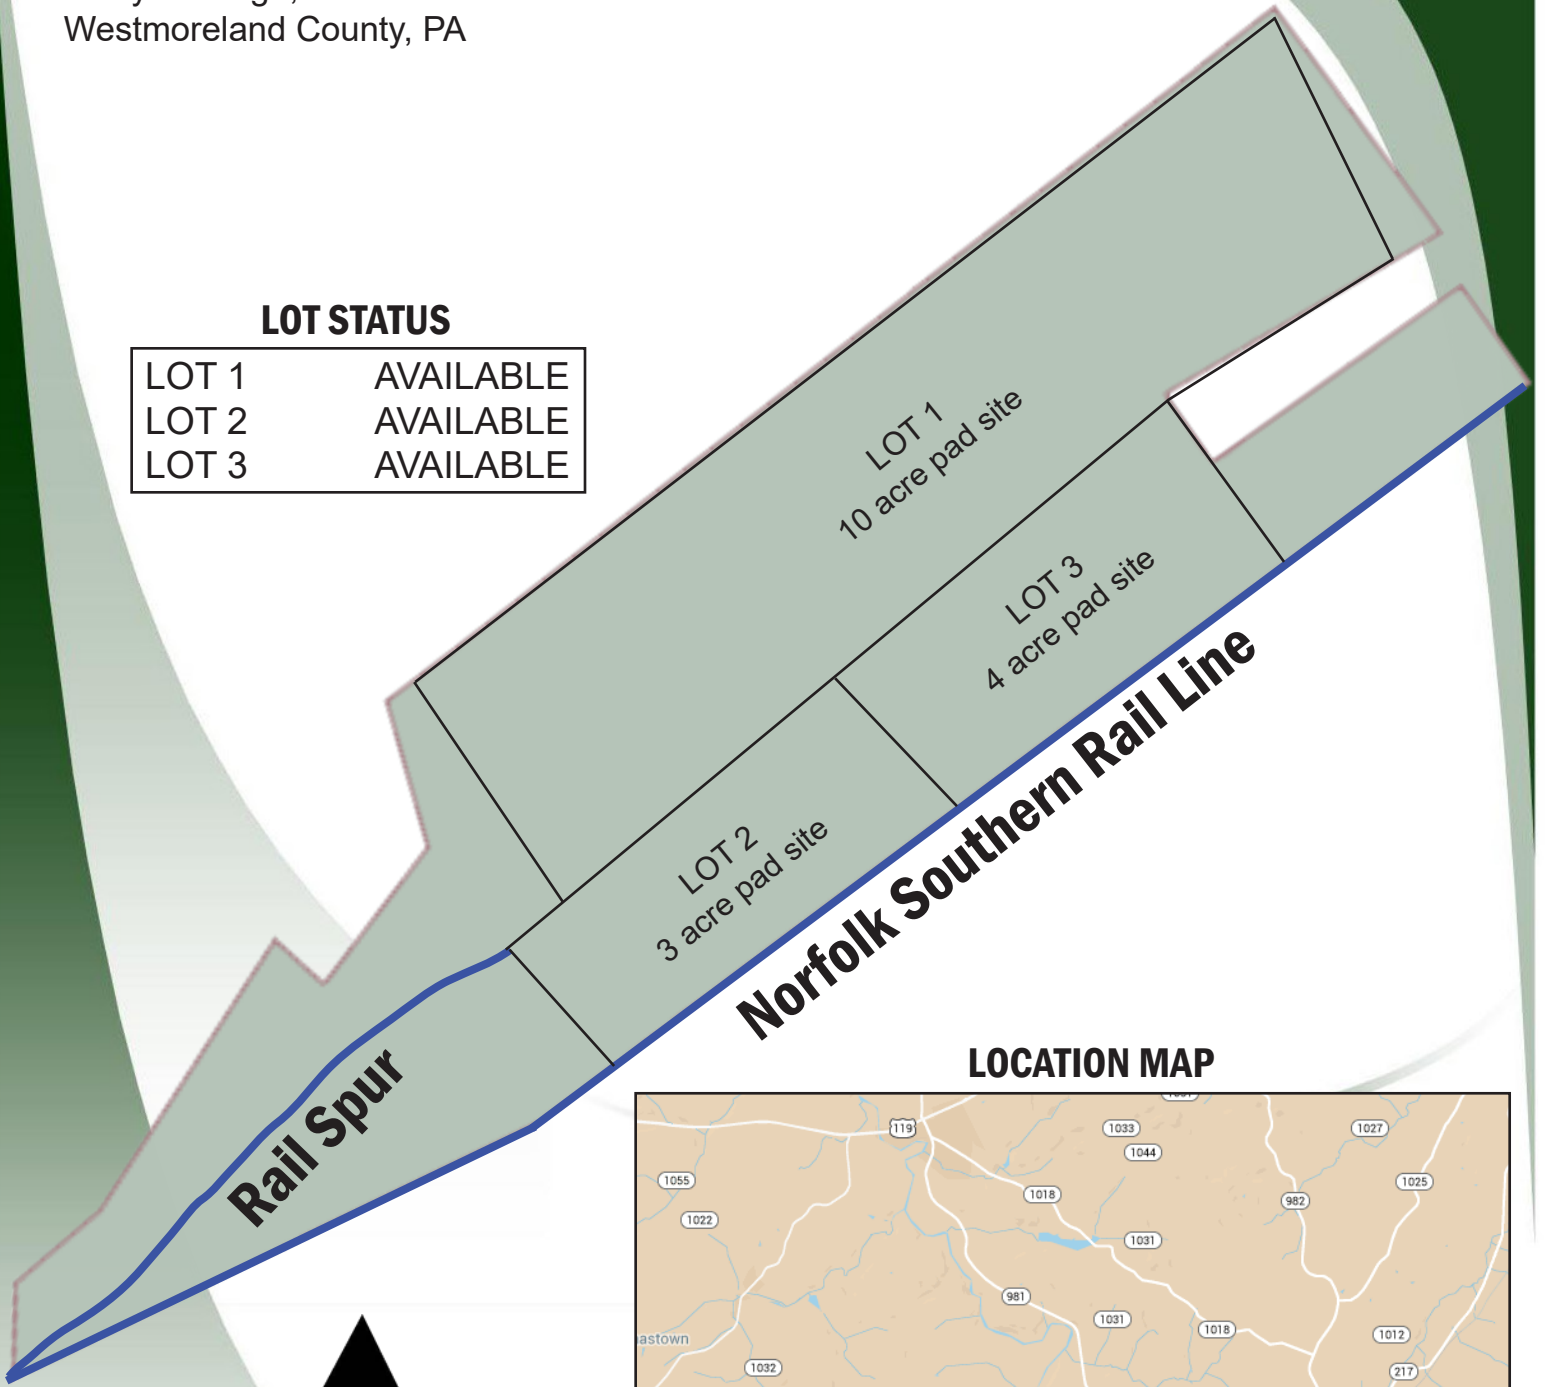 Westmoreland County, PA
LOT STATUS
LOT 1 AVAILABLE
LOT 2 AVAILABLE
LOT 3 AVAILABLE
LOT 1
10 acre pad site
LOT 3
4 acre pad site
LOT 2
3 acre pad site
Norfolk Southern Rail Line
Rail Spur
LOCATION MAP
119
1033
1027
1044
1055
1018
982
1025
1022
1031
981
1031
1018
1012
1032
217